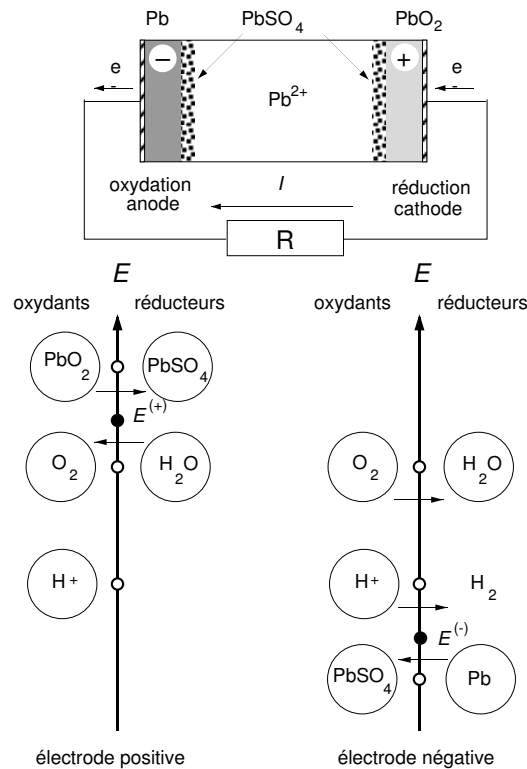 Pb PbSO4 PbO2
e- − + e-
Pb2+
oxydation anode
I
réduction cathode
R
E
oxydants réducteurs
PbO2 PbSO4
E(+)
O2 H2O
H+
électrode positive
E
oxydants réducteurs
O2 H2O
H+ H2
E(-)
PbSO4 Pb
électrode négative